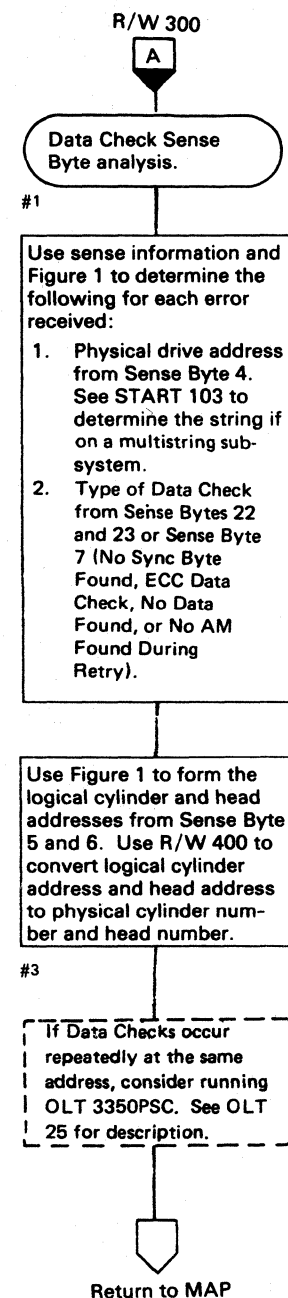 R/W 300
A
Data Check Sense
Byte analysis.
#1
Use sense information and
Figure 1 to determine the
following for each error
received:
1. Physical drive address
from Sense Byte 4.
See START 103 to
determine the string if
on a multistring sub-
system.
2. Type of Data Check
from Sense Bytes 22
and 23 or Sense Byte
7 (No Sync Byte
Found, ECC Data
Check, No Data
Found, or No AM
Found During
Retry).
Use Figure 1 to form the
logical cylinder and head
addresses from Sense Byte
5 and 6. Use R/W 400 to
convert logical cylinder
address and head address
to physical cylinder num-
ber and head number.
#3
If Data Checks occur
repeatedly at the same
address, consider running
OLT 3350PSC. See OLT
25 for description.
Return to MAP